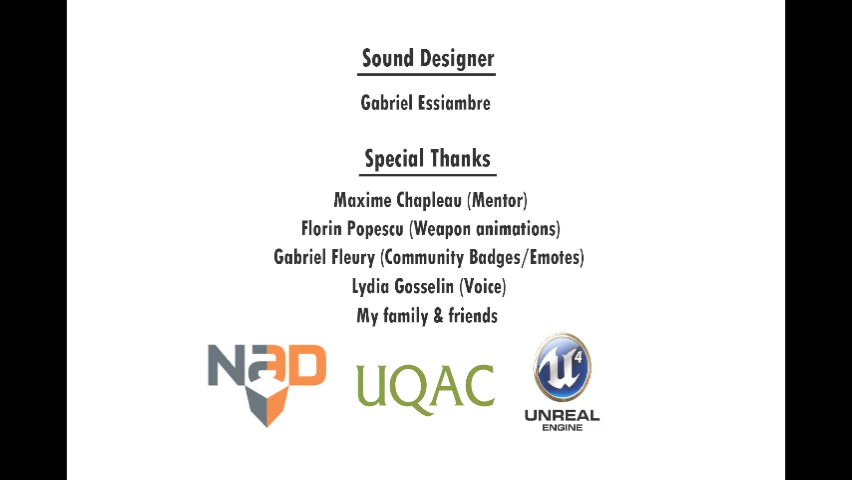 Sound Designer
Gabriel Essiambre
Special Thanks
Maxime Chapleau (Mentor)
Florin Popescu (Weapon animations)
Gabriel Fleury (Community Badges/Emotes)
Lydia Gosselin (Voice)
My family & friends
NAD
UQAC
U 4
UNREAL
ENGINE